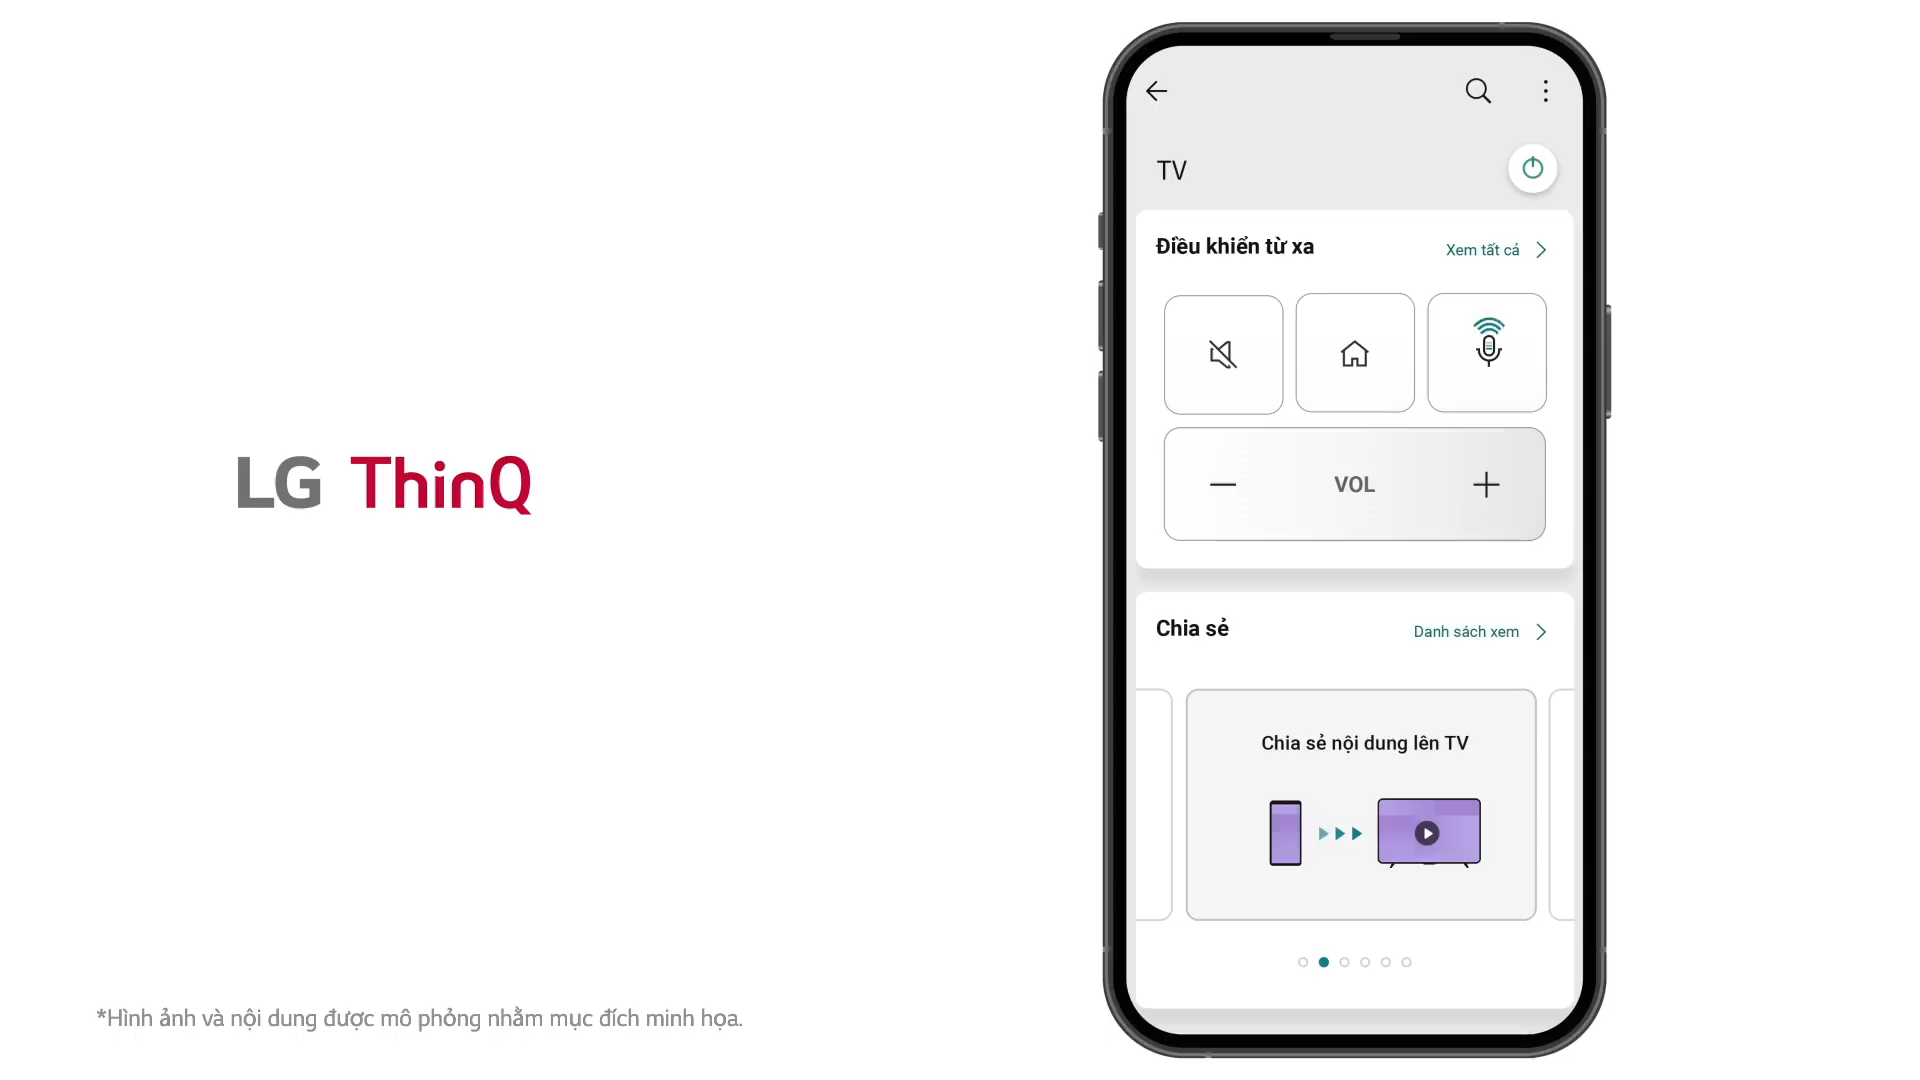 LG ThinQ
*Hình ảnh và nội dung được mô phỏng nhằm mục đích minh họa.
TV
Điều khiển từ xa
Xem tất cả
VOL
Chia sẻ
Danh sách xem
Chia sẻ nội dung lên TV